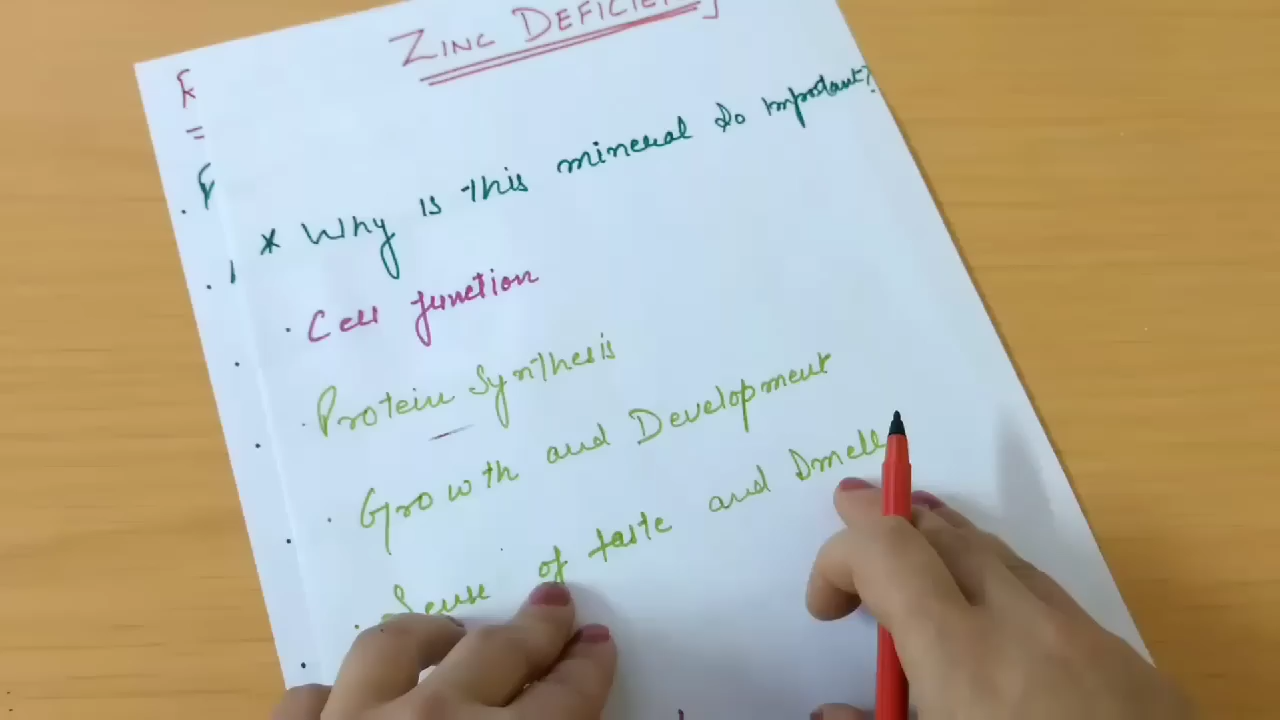 ZINC DEFICIENCY
* Why is this mineral So Important?
· Cell function
· Protein Synthesis
· Growth and Development
· Sense of taste and Smell